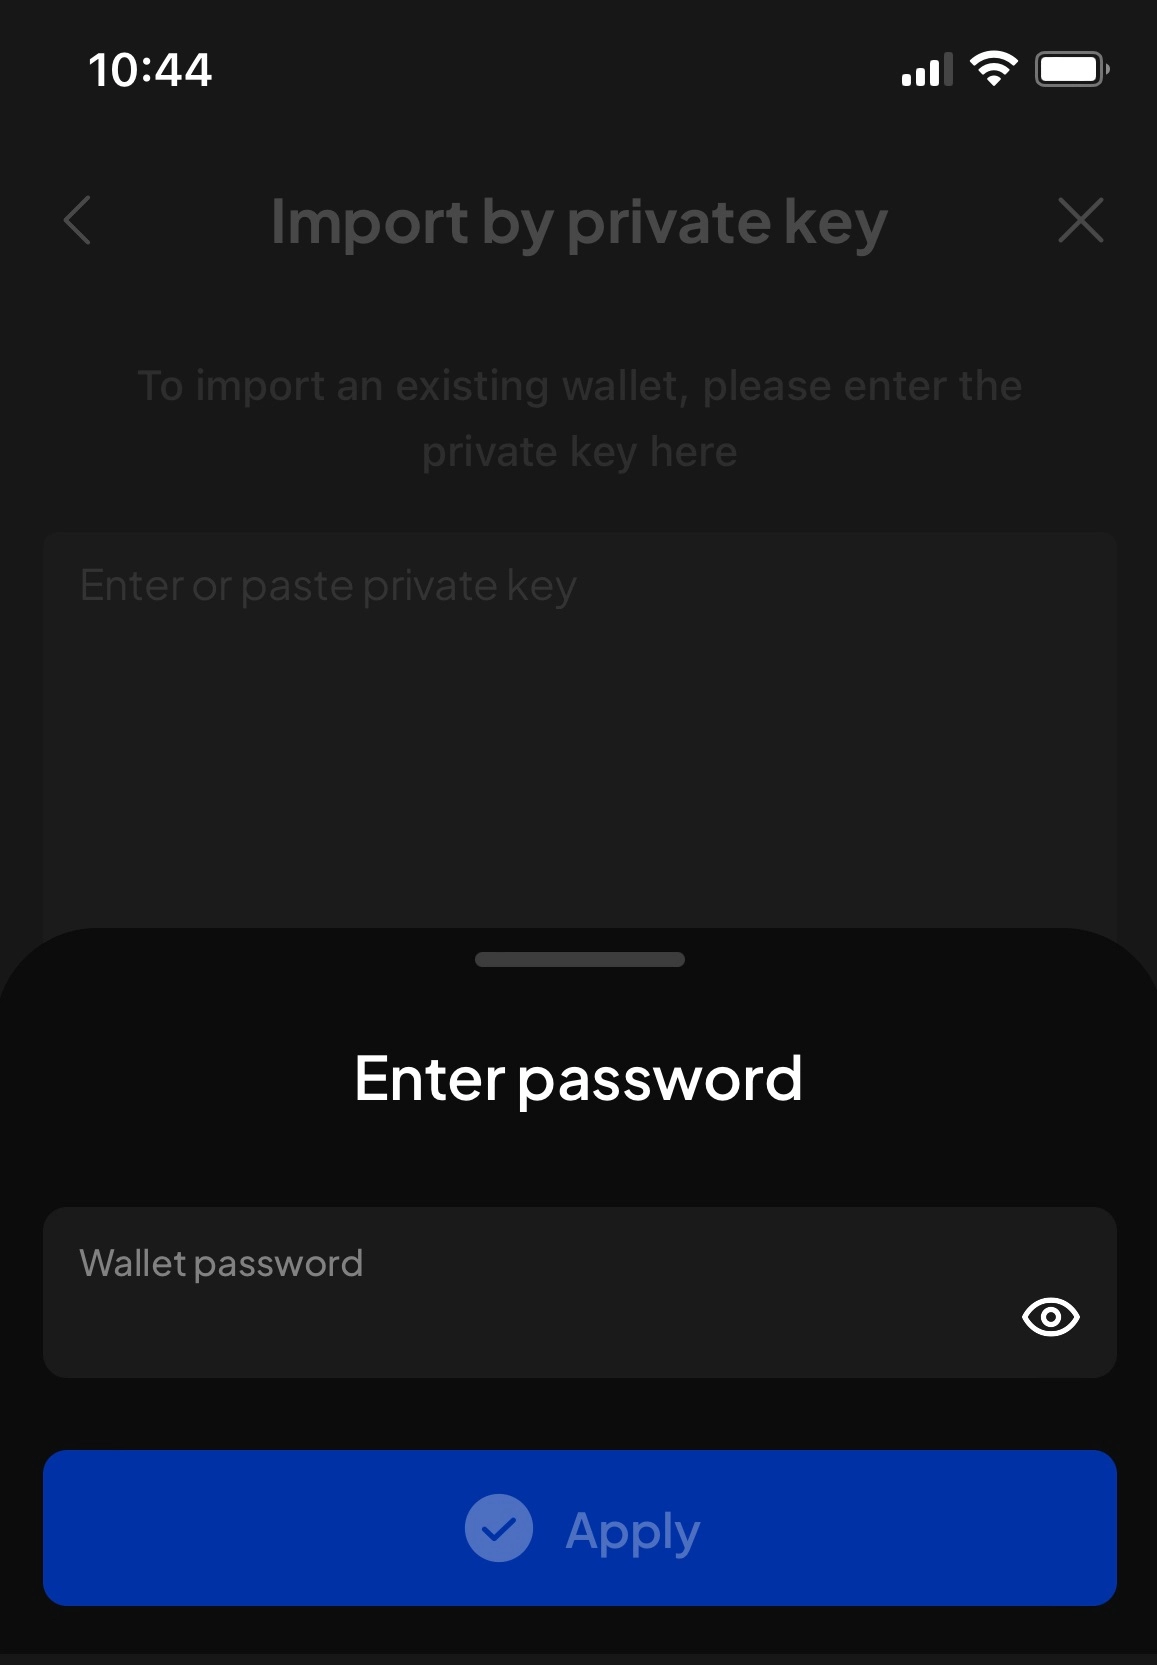 10:44
Import by private key
To import an existing wallet, please enter the
private key here
Enter or paste private key
Enter password
Wallet password
Apply